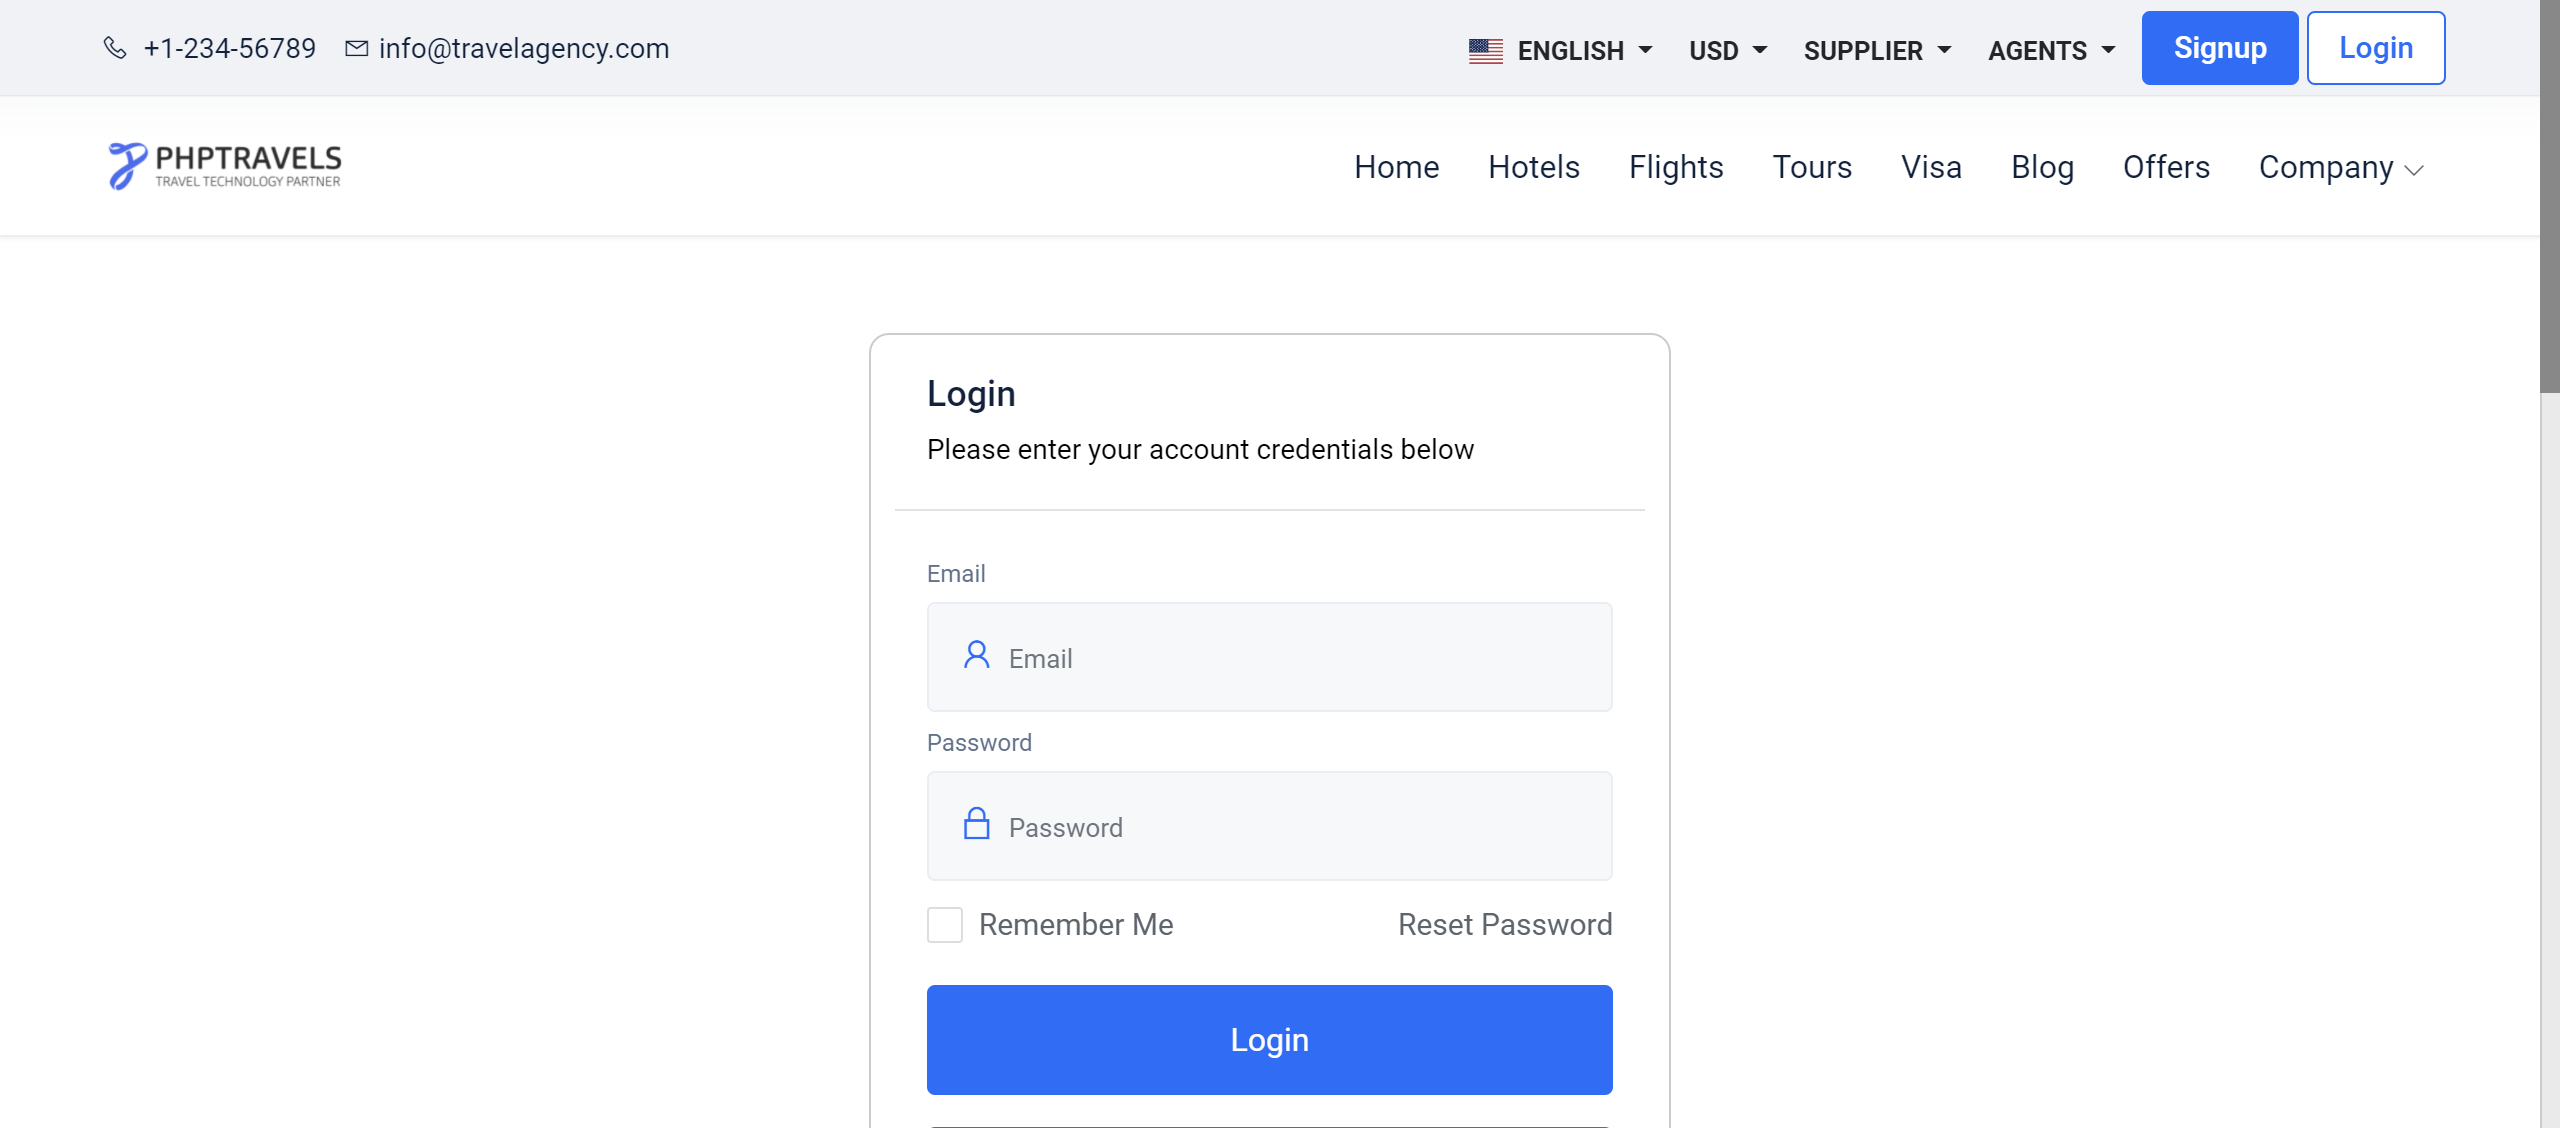 +1-234-56789 info@travelagency.com ENGLISH USD SUPPLIER AGENTS Signup Login
PHPTRAVELS
TRAVEL TECHNOLOGY PARTNER
Home Hotels Flights Tours Visa Blog Offers Company
Login
Please enter your account credentials below
Email
Email
Password
Password
Remember Me Reset Password
Login